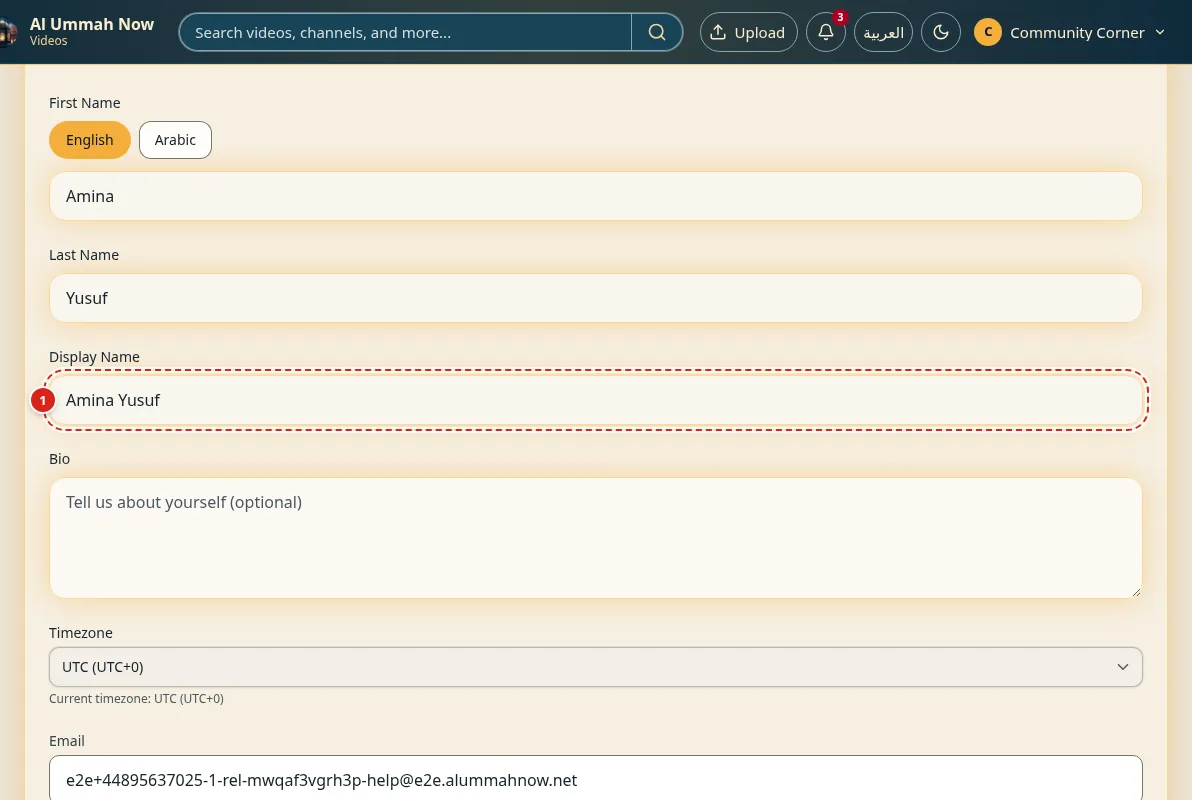 Al Ummah Now
Videos
Search videos, channels, and more...
Upload
3
العربية
C
Community Corner
First Name
English
Arabic
Amina
Last Name
Yusuf
Display Name
1
Amina Yusuf
Bio
Tell us about yourself (optional)
Timezone
UTC (UTC+0)
Current timezone: UTC (UTC+0)
Email
e2e+44895637025-1-rel-mwqaf3vgrh3p-help@e2e.alummahnow.net